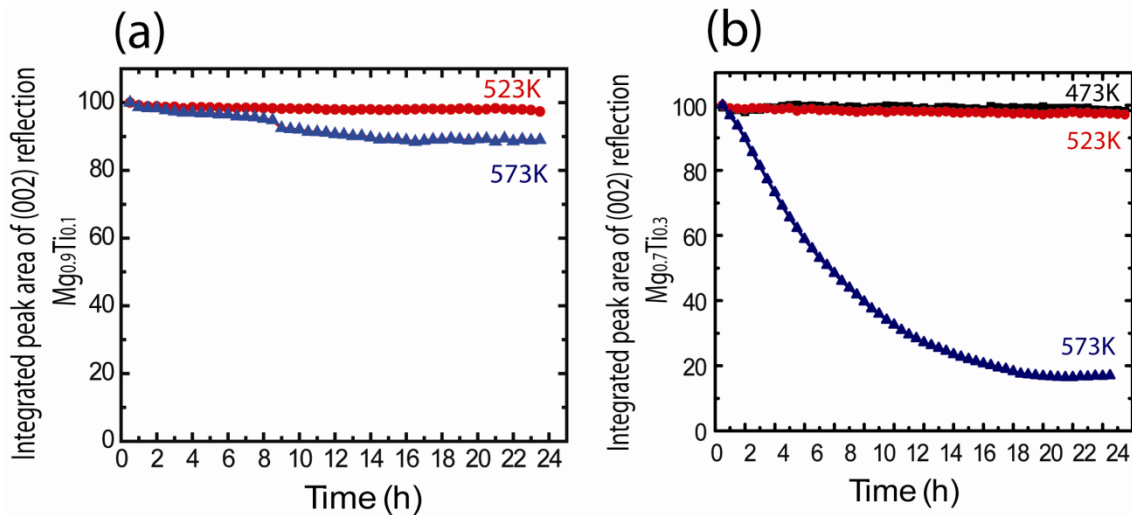 (a)
Integrated peak area of (002) reflection
Mg0.9Ti0.1
100
80
60
40
20
0
523K
573K
0 2 4 6 8 10 12 14 16 18 20 22 24
Time (h)
(b)
Integrated peak area of (002) reflection
Mg0.7Ti0.3
100
80
60
40
20
0
473K
523K
573K
0 2 4 6 8 10 12 14 16 18 20 22 24
Time (h)